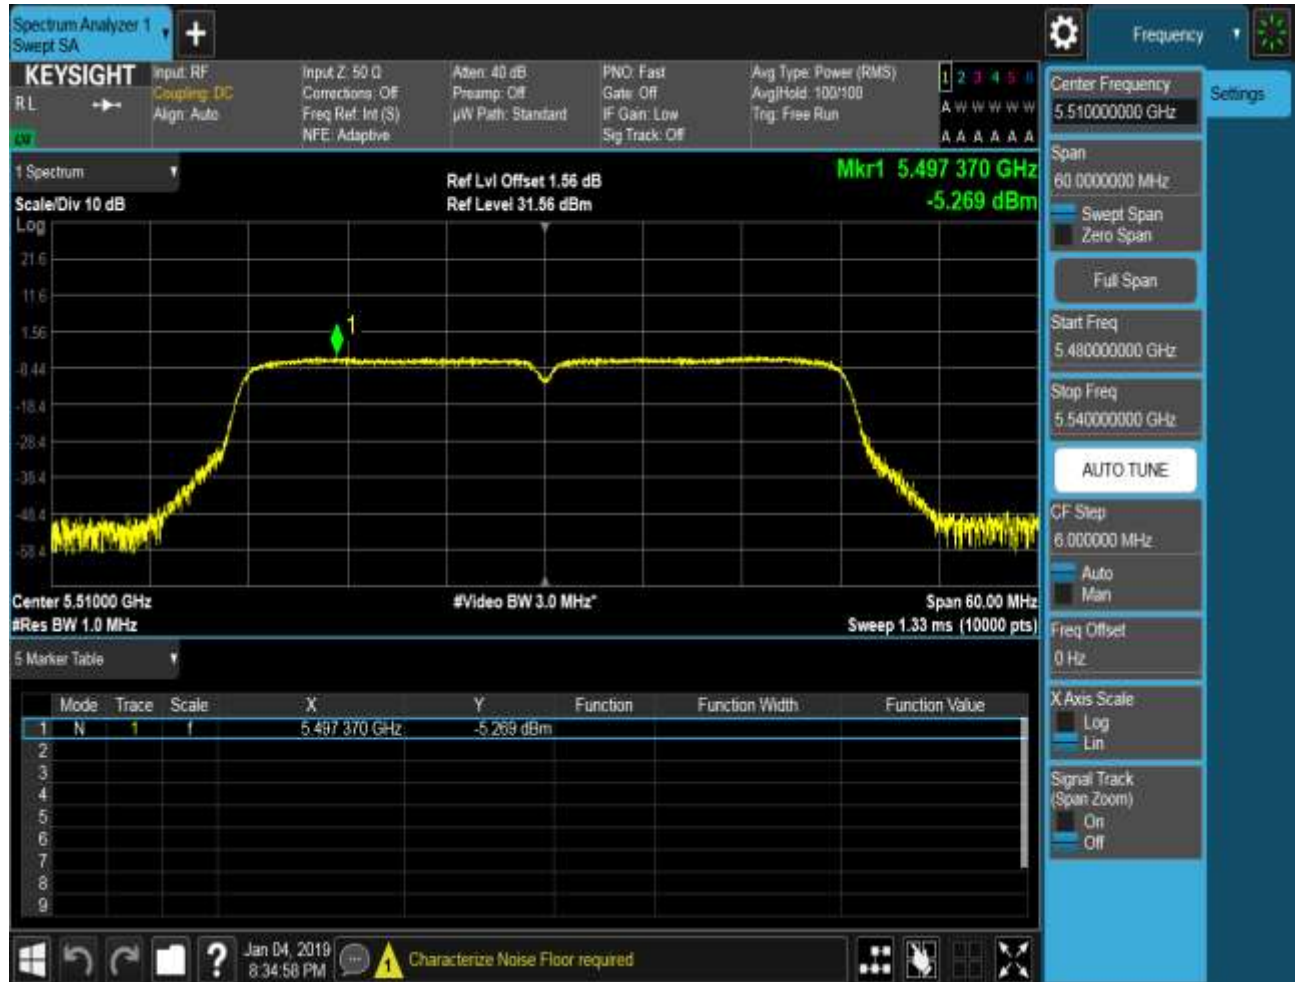 Spectrum Analyzer 1
Swept SA
Frequency
KEYSIGHT
R L
Input: RF
Coupling: DC
Align: Auto
Input Z: 50 Ω
Corrections: Off
Freq Ref: Int (S)
NFE: Adaptive
Atten: 40 dB
Preamp: Off
µW Path: Standard
PNO: Fast
Gate: Off
IF Gain: Low
Sig Track: Off
Avg Type: Power (RMS)
Avg|Hold: 100/100
Trig: Free Run
1 2 3 4 5 6
A W W W W W
A A A A A A
1 Spectrum
Scale/Div 10 dB
Log
Ref Lvl Offset 1.56 dB
Ref Level 31.56 dBm
Mkr1 5.497 370 GHz
-5.269 dBm
21.6
11.6
1.56
-8.44
-18.4
-28.4
-38.4
-48.4
-58.4
1
Center 5.51000 GHz
#Res BW 1.0 MHz
#Video BW 3.0 MHz*
Span 60.00 MHz
Sweep 1.33 ms (10000 pts)
5 Marker Table
Mode Trace Scale X Y Function Function Width Function Value
1 N 1 f 5.497 370 GHz -5.269 dBm
2
3
4
5
6
7
8
9
Jan 04, 2019
8:34:58 PM
Characterize Noise Floor required
Center Frequency
5.510000000 GHz
Settings
Span
60.0000000 MHz
Swept Span
Zero Span
Full Span
Start Freq
5.480000000 GHz
Stop Freq
5.540000000 GHz
AUTO TUNE
CF Step
6.000000 MHz
Auto
Man
Freq Offset
0 Hz
X Axis Scale
Log
Lin
Signal Track
(Span Zoom)
On
Off